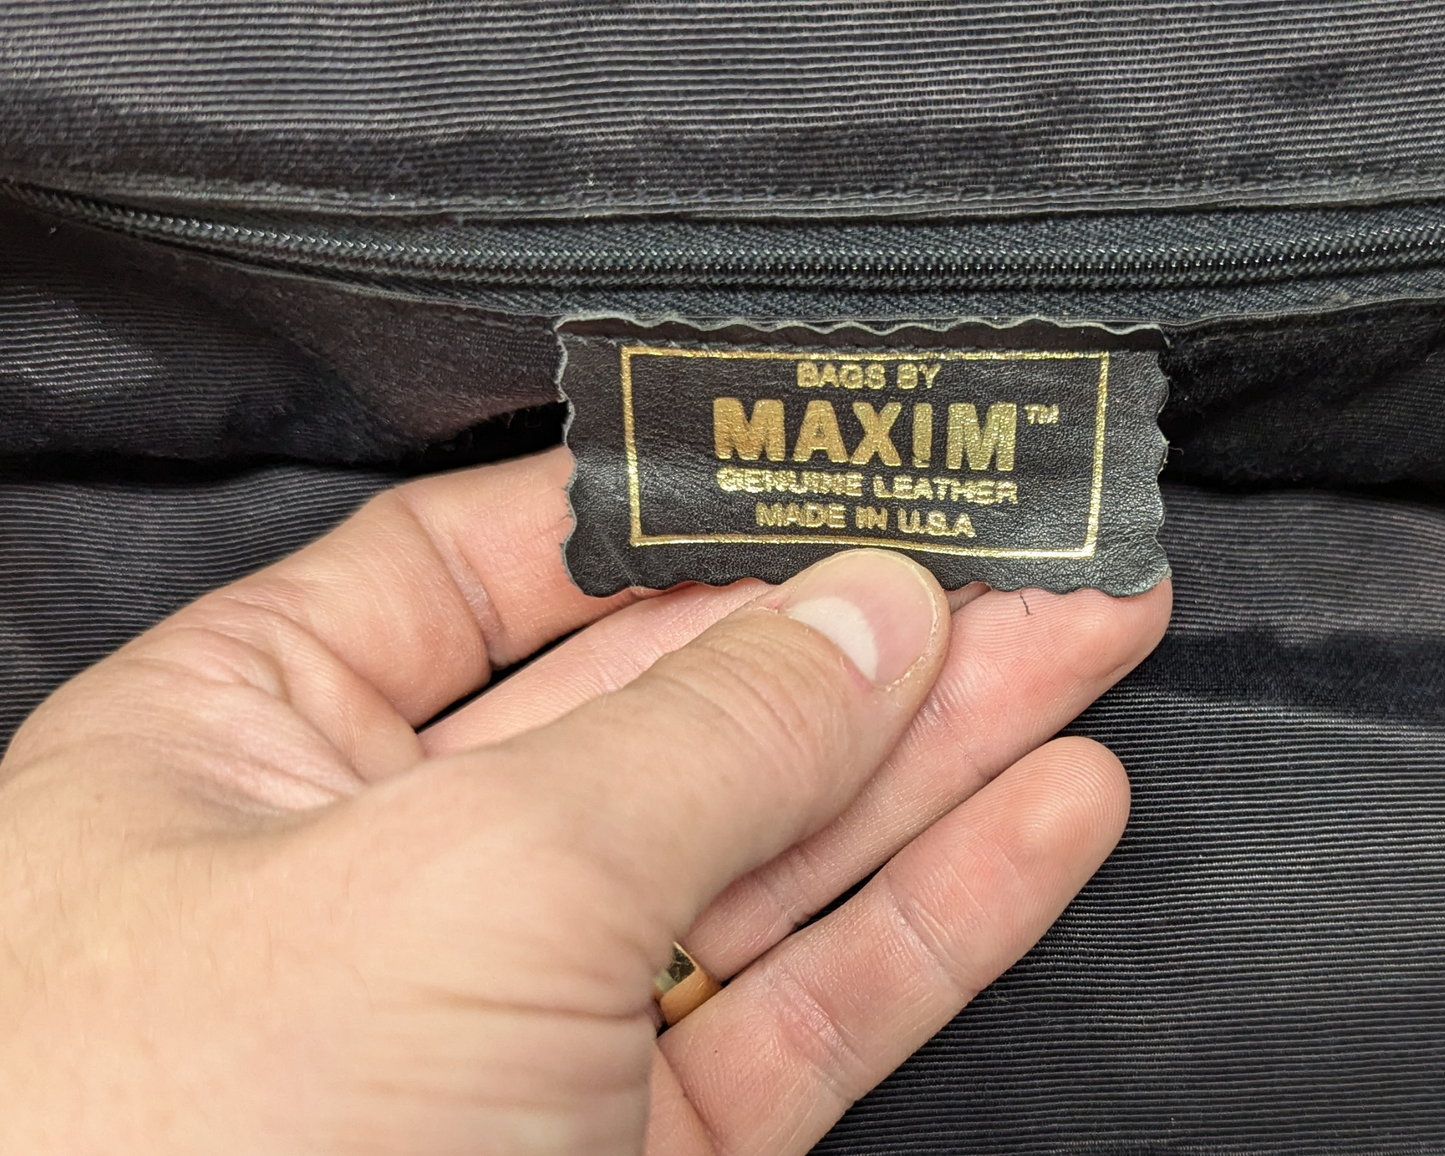 BAGS BY
MAXIM™
GENUINE LEATHER
MADE IN U.S.A